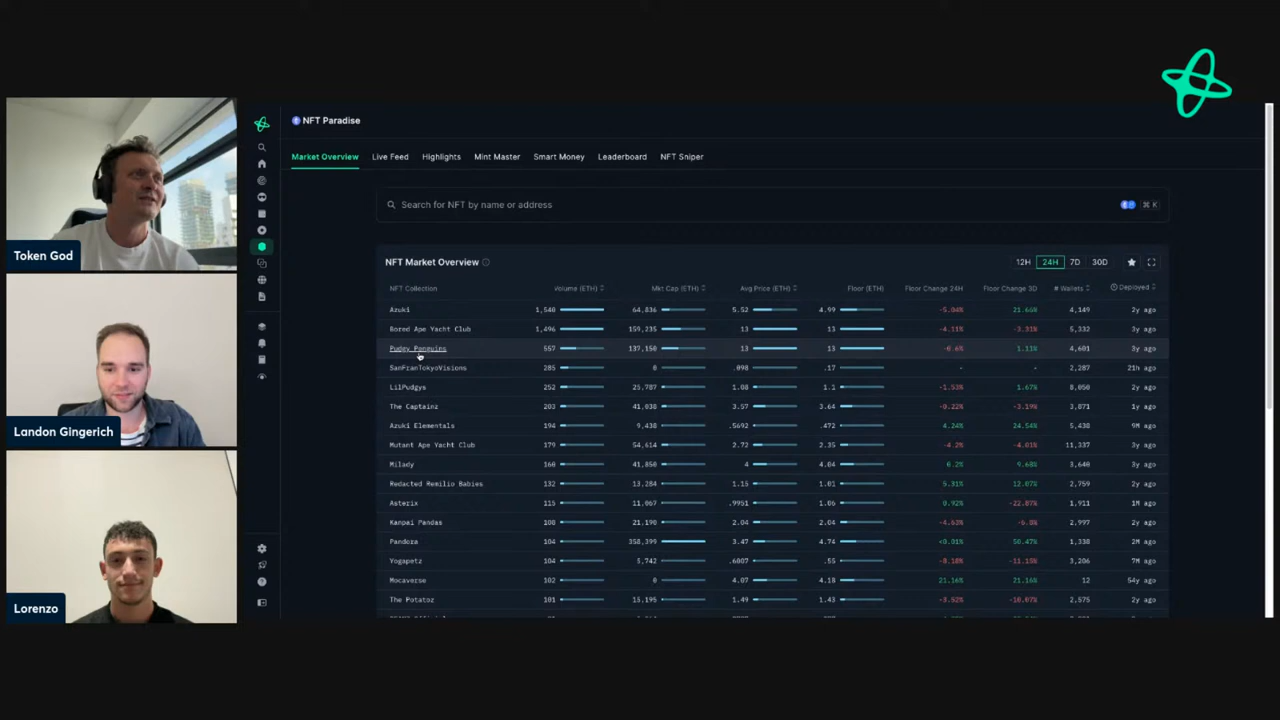 NFT Paradise
Market Overview Live Feed Highlights Mint Master Smart Money Leaderboard NFT Sniper
Search for NFT by name or address ⌘ K
NFT Market Overview 12H 24H 7D 30D
NFT Collection Volume (ETH) Mkt Cap (ETH) Avg Price (ETH) Floor (ETH) Floor Change 24H Floor Change 3D # Wallets Deployed
Azuki 1,540 64,836 5.52 4.99 -5.04% 21.66% 4,149 2y ago
Bored Ape Yacht Club 1,496 159,235 13 13 -4.11% -3.31% 5,332 3y ago
Pudgy Penguins 557 137,150 13 13 -0.6% 1.11% 4,601 3y ago
SanFranTokyoVisions 285 0 .098 .17 - - 2,287 21h ago
LilPudgys 252 25,787 1.08 1.1 -1.53% 1.67% 8,050 2y ago
The Captainz 203 41,038 3.57 3.64 -0.22% -3.19% 3,871 1y ago
Azuki Elementals 194 9,438 .5692 .472 4.24% 24.54% 5,438 9M ago
Mutant Ape Yacht Club 179 54,614 2.72 2.35 -4.2% -4.01% 11,337 3y ago
Milady 160 41,850 4 4.04 0.2% 9.68% 3,640 2y ago
Redacted Remilio Babies 132 13,284 1.15 1.01 5.31% 12.07% 2,759 2y ago
Asterix 115 11,067 .9951 1.06 0.92% -22.87% 1,911 1M ago
Kanpai Pandas 108 21,190 2.04 2.04 -4.63% -6.8% 2,997 2y ago
Pandora 104 358,399 3.47 4.74 <0.01% 50.47% 1,338 2M ago
Yogapetz 104 5,742 .6007 .55 -8.18% -11.15% 3,206 7M ago
Mocaverse 102 0 4.07 4.18 21.16% 21.16% 12 54y ago
The Potatoz 101 15,195 1.49 1.43 -3.52% -10.07% 2,575 2y ago
Token God
Landon Gingerich
Lorenzo